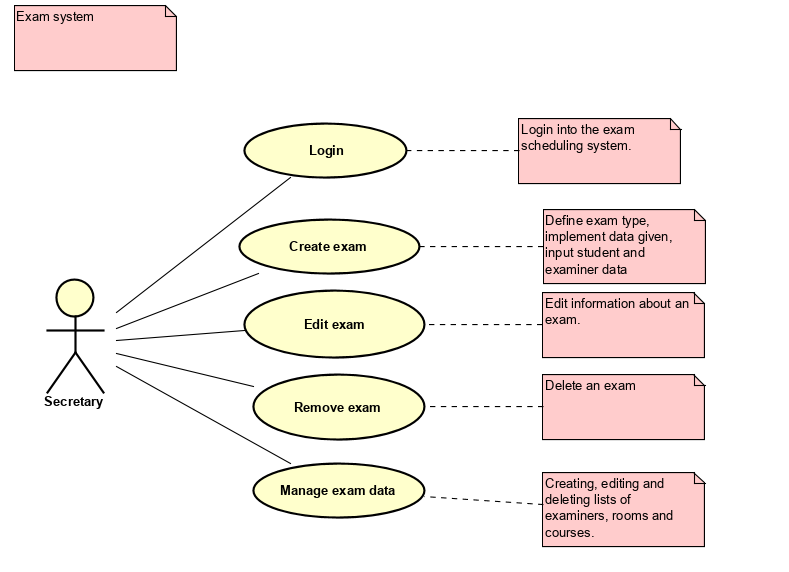 Exam system
Login
Login into the exam
scheduling system.
Create exam
Define exam type,
implement data given,
input student and
examiner data
Edit exam
Edit information about an
exam.
Remove exam
Delete an exam
Secretary
Manage exam data
Creating, editing and
deleting lists of
examiners, rooms and
courses.